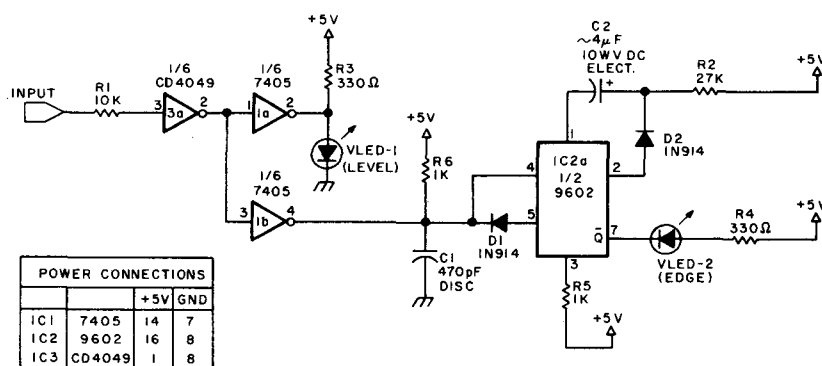 +5V
1/6
CD4049
1/6
7405
R3
330Ω
INPUT
R1
10K
3
3a
2
1
1a
2
VLED-1
(LEVEL)
1/6
7405
3
1b
4
+5V
R6
1K
C1
470pF
DISC
D1
1N914
C2
~4μF
10WV DC
ELECT.
+
R2
27K
+5V
1
4
IC2a
1/2
9602
2
D2
1N914
5
Q
7
3
VLED-2
(EDGE)
R4
330Ω
+5V
R5
1K
+5V
POWER CONNECTIONS
+5V GND
IC1 7405 14 7
IC2 9602 16 8
IC3 CD4049 1 8